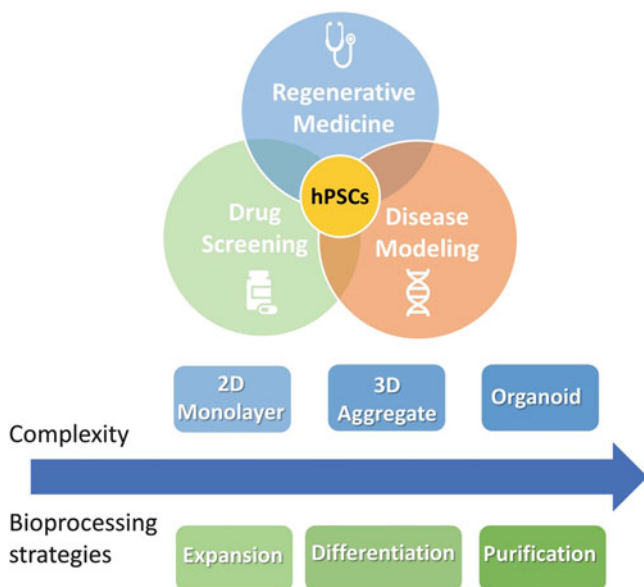 Regenerative
Medicine
hPSCs
Drug
Screening
Disease
Modeling
2D
Monolayer
3D
Aggregate
Organoid
Complexity
Bioprocessing
strategies
Expansion
Differentiation
Purification